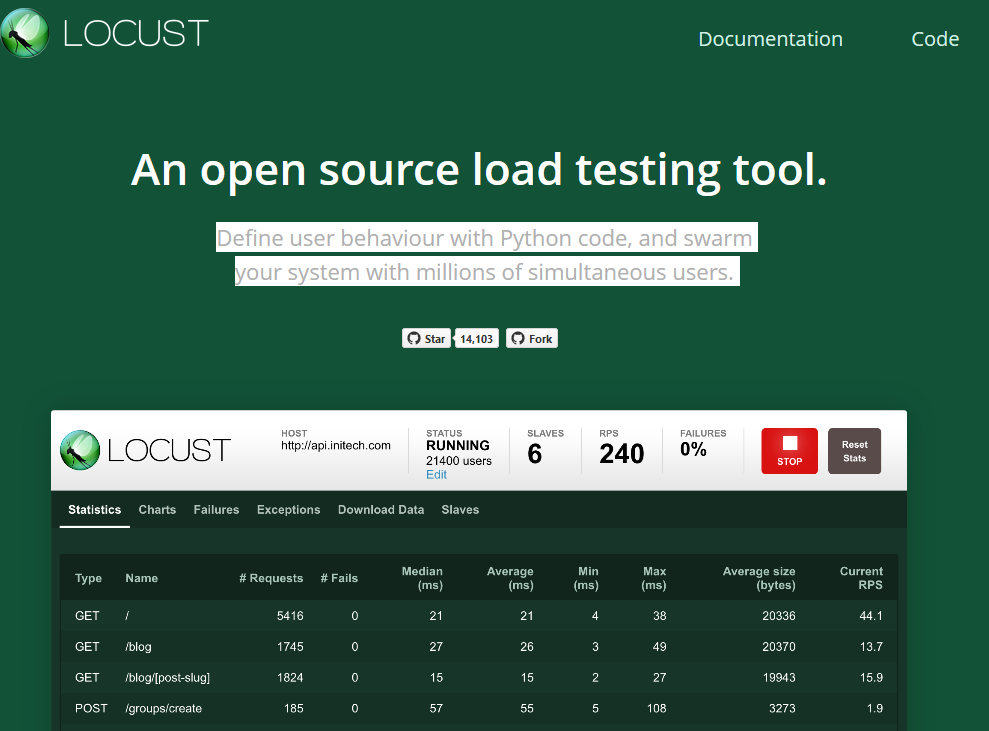 LOCUST
Documentation Code
An open source load testing tool.
Define user behaviour with Python code, and swarm
your system with millions of simultaneous users.
Star 14,103 Fork
LOCUST
HOST
http://api.initech.com
STATUS
RUNNING
21400 users
Edit
SLAVES
6
RPS
240
FAILURES
0%
STOP
Reset
Stats
Statistics Charts Failures Exceptions Download Data Slaves
Type Name # Requests # Fails Median (ms) Average (ms) Min (ms) Max (ms) Average size (bytes) Current RPS
GET / 5416 0 21 21 4 38 20336 44.1
GET /blog 1745 0 27 26 3 49 20370 13.7
GET /blog/[post-slug] 1824 0 15 15 2 27 19943 15.9
POST /groups/create 185 0 57 55 5 108 3273 1.9